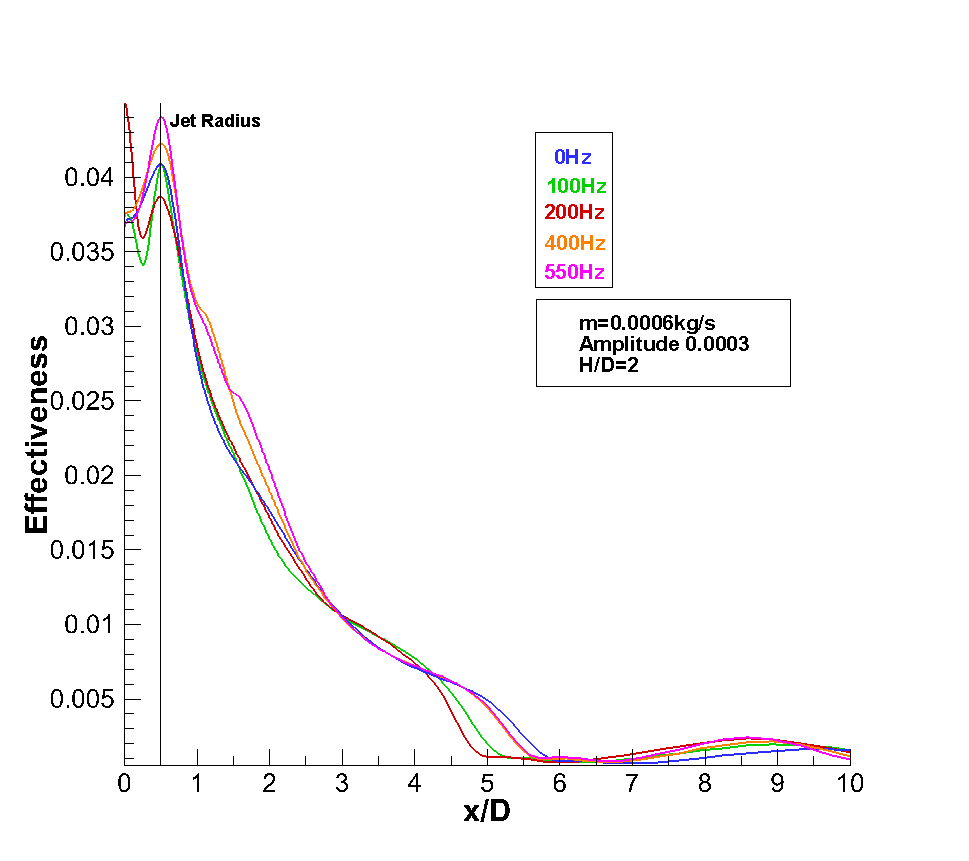 Jet Radius
0Hz
100Hz
200Hz
400Hz
550Hz
m=0.0006kg/s
Amplitude 0.0003
H/D=2
Effectiveness
0.04
0.035
0.03
0.025
0.02
0.015
0.01
0.005
0 1 2 3 4 5 6 7 8 9 10
x/D